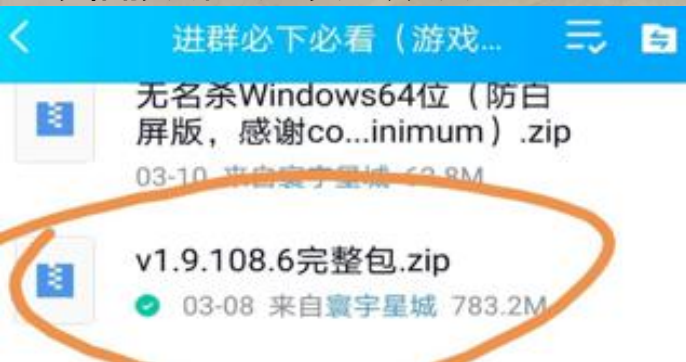 进群必下必看（游戏...
无名杀Windows64位（防白
屏版，感谢co...inimum）.zip
03-10 来自寰宇星城 62.8M
v1.9.108.6完整包.zip
03-08 来自寰宇星城 783.2M